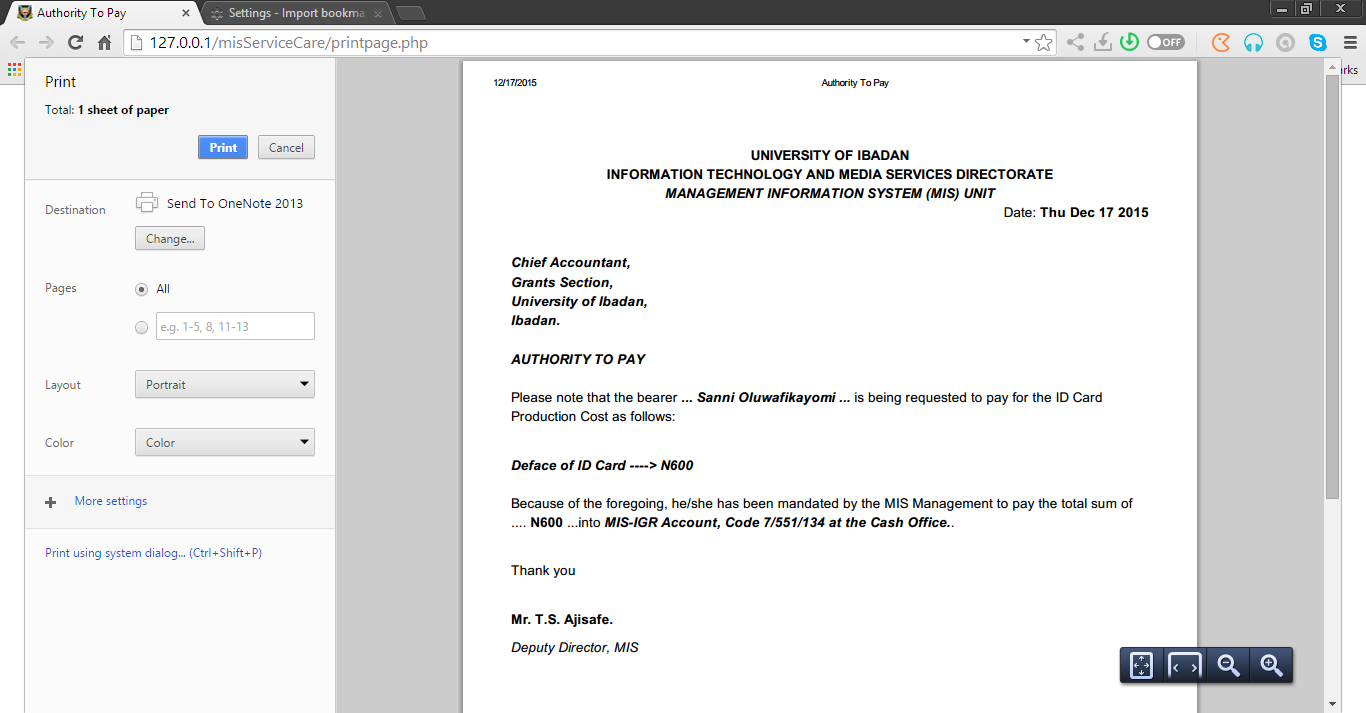 Authority To Pay
Settings - Import bookma
127.0.0.1/misServiceCare/printpage.php
OFF
rks
Print
Total: 1 sheet of paper
Print Cancel
Destination
Send To OneNote 2013
Change...
Pages
All
e.g. 1-5, 8, 11-13
Layout
Portrait
Color
Color
More settings
Print using system dialog... (Ctrl+Shift+P)
12/17/2015 Authority To Pay
UNIVERSITY OF IBADAN
INFORMATION TECHNOLOGY AND MEDIA SERVICES DIRECTORATE
MANAGEMENT INFORMATION SYSTEM (MIS) UNIT
Date: Thu Dec 17 2015
Chief Accountant,
Grants Section,
University of Ibadan,
Ibadan.
AUTHORITY TO PAY
Please note that the bearer ... Sanni Oluwafikayomi ... is being requested to pay for the ID Card
Production Cost as follows:
Deface of ID Card ----> N600
Because of the foregoing, he/she has been mandated by the MIS Management to pay the total sum of
.... N600 ...into MIS-IGR Account, Code 7/551/134 at the Cash Office..
Thank you
Mr. T.S. Ajisafe.
Deputy Director, MIS